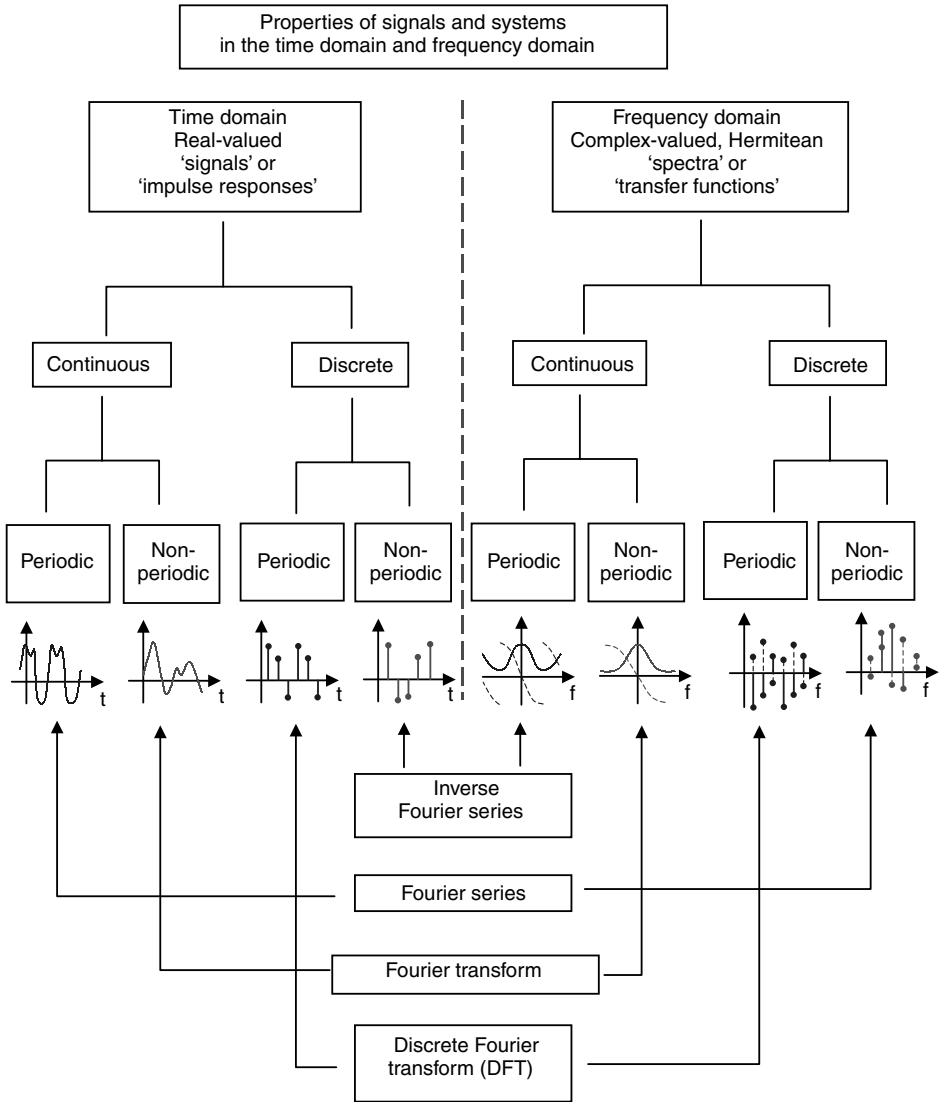 Properties of signals and systems
in the time domain and frequency domain
Time domain
Real-valued
‘signals’ or
‘impulse responses’
Frequency domain
Complex-valued, Hermitean
‘spectra’ or
‘transfer functions’
Continuous
Discrete
Continuous
Discrete
Periodic
Non-
periodic
Periodic
Non-
periodic
Periodic
Non-
periodic
Periodic
Non-
periodic
t
t
t
t
f
f
f
f
Inverse
Fourier series
Fourier series
Fourier transform
Discrete Fourier
transform (DFT)